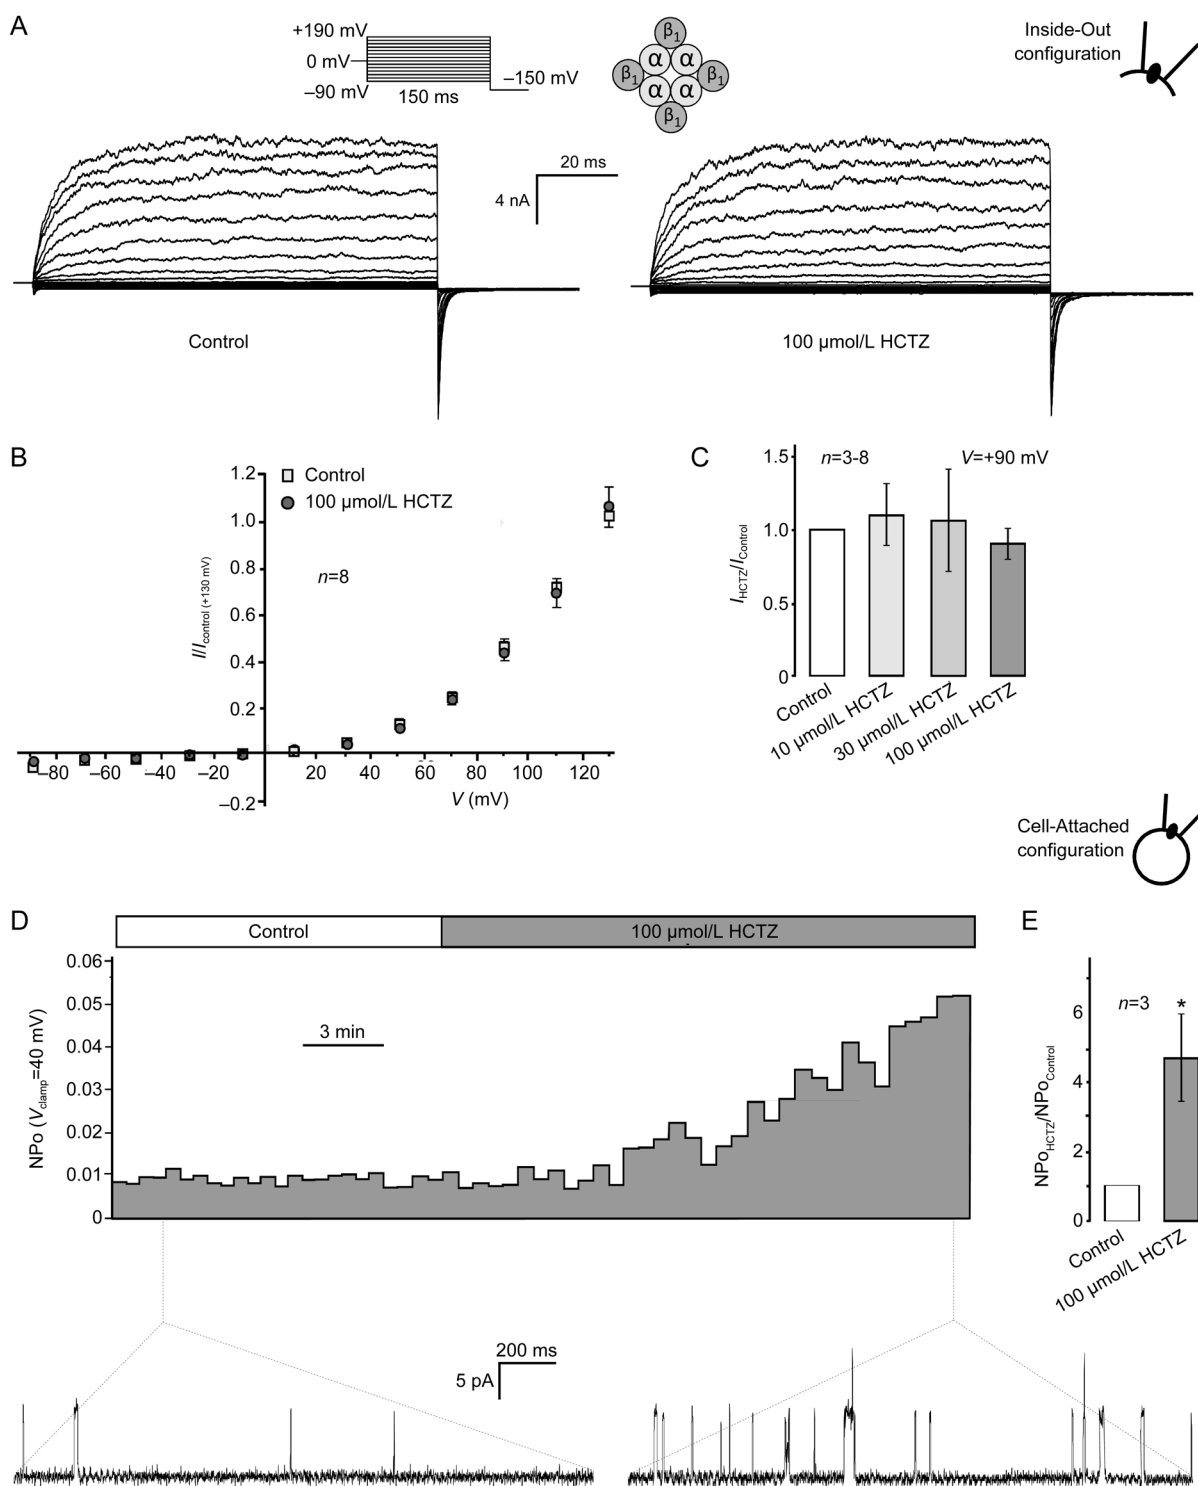 A
+190 mV
0 mV
–90 mV
150 ms
–150 mV
β1
α α
β1 β1
α α
β1
Inside-Out
configuration
20 ms
4 nA
Control
100 µmol/L HCTZ
B
I/Icontrol (+130 mV)
1.2
1.0
0.8
0.6
0.4
0.2
–0.2
Control
100 µmol/L HCTZ
n=8
–80 –60 –40 –20 20 40 60 80 100 120
V (mV)
C
IHCTZ/IControl
1.5
1.0
0.5
0
n=3-8
V=+90 mV
Control
10 µmol/L HCTZ
30 µmol/L HCTZ
100 µmol/L HCTZ
Cell-Attached
configuration
D
Control
100 µmol/L HCTZ
NPo (Vclamp=40 mV)
0.06
0.05
0.04
0.03
0.02
0.01
0
3 min
200 ms
5 pA
E
NPoHCTZ/NPoControl
6
4
2
0
n=3
*
Control
100 µmol/L HCTZ